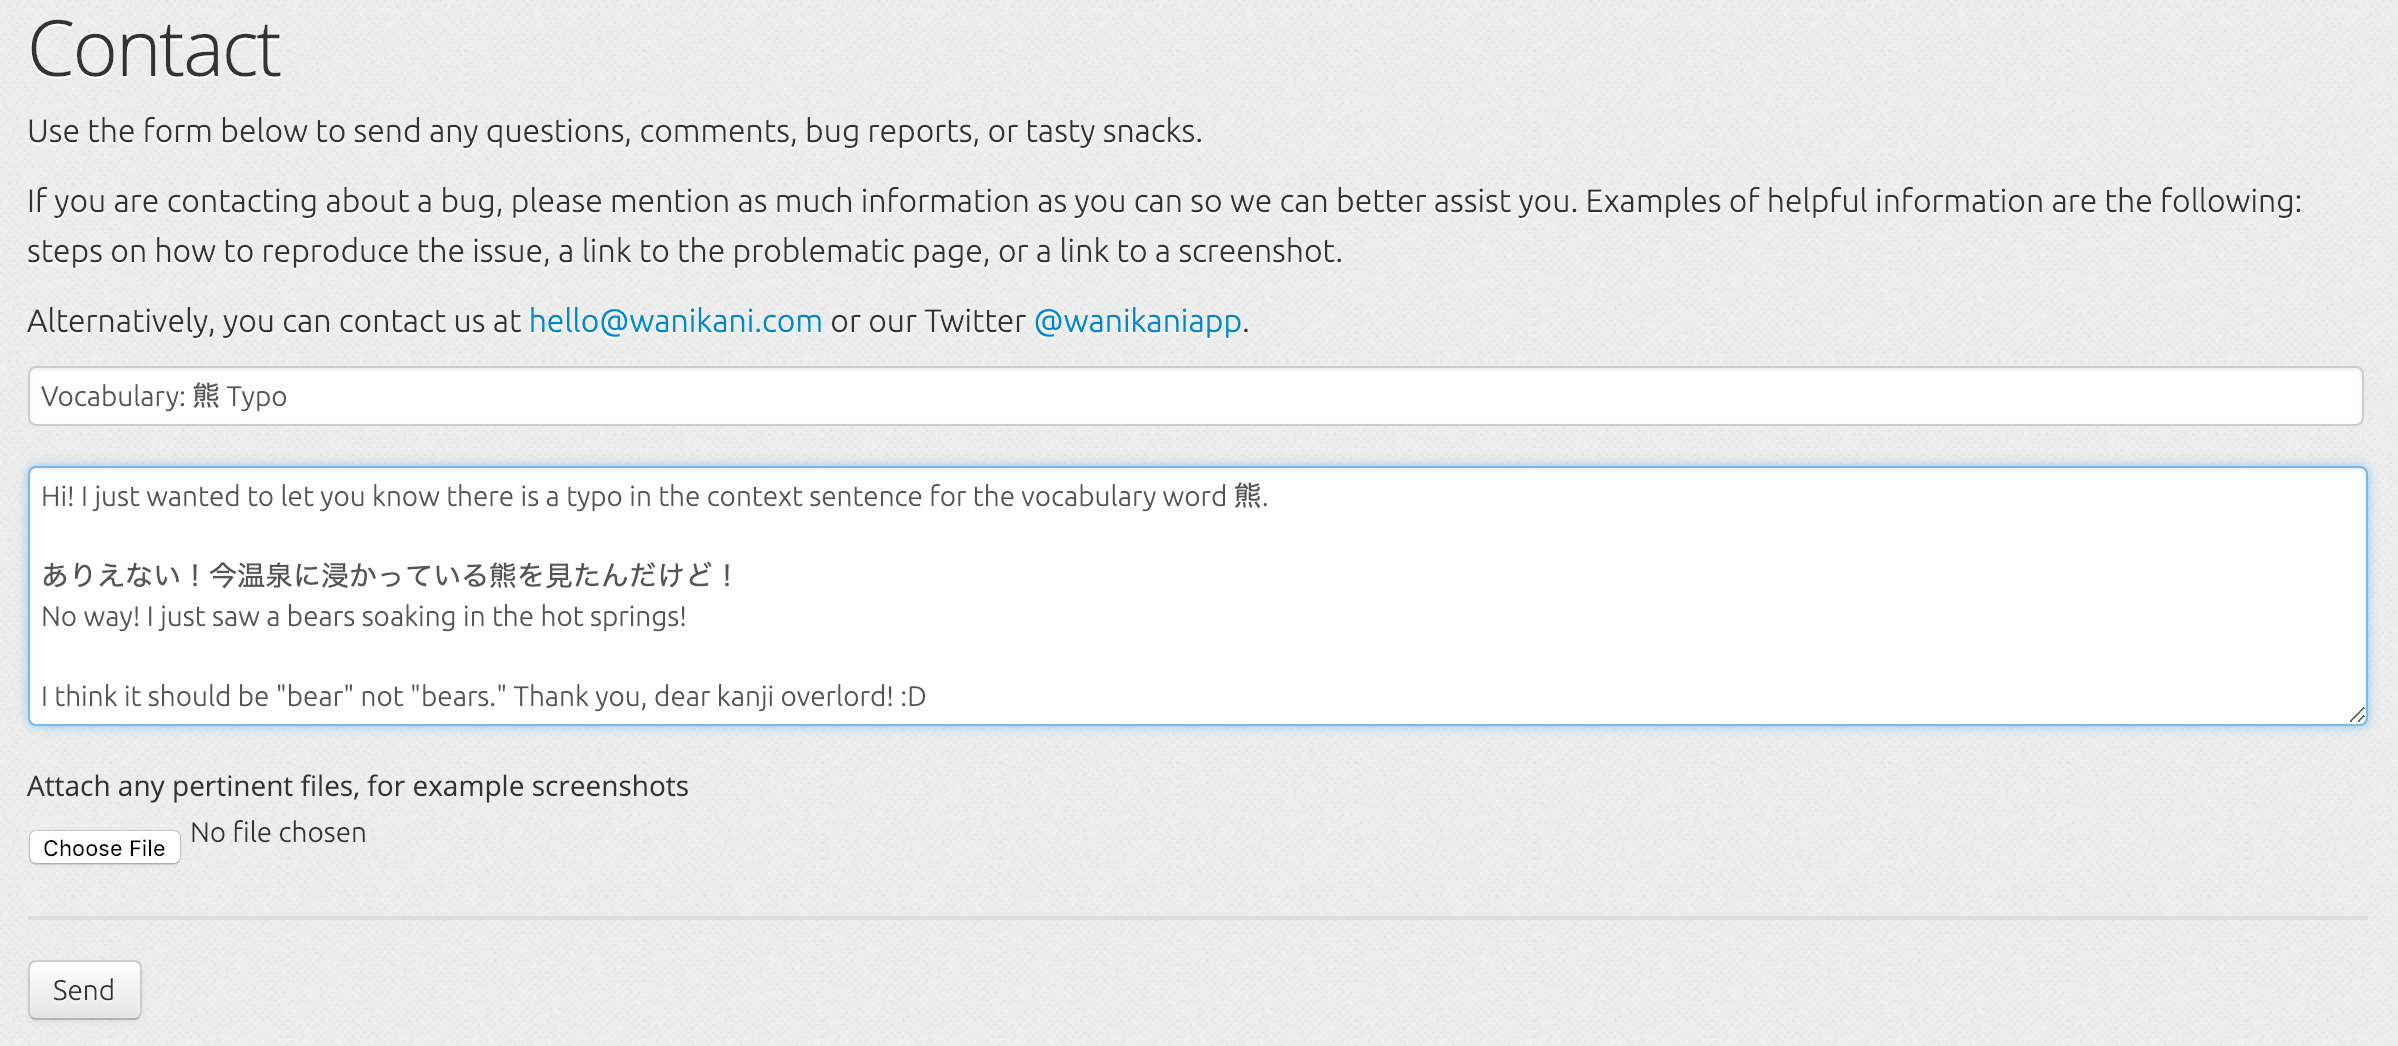 Contact
Use the form below to send any questions, comments, bug reports, or tasty snacks.
If you are contacting about a bug, please mention as much information as you can so we can better assist you. Examples of helpful information are the following:
steps on how to reproduce the issue, a link to the problematic page, or a link to a screenshot.
Alternatively, you can contact us at hello@wanikani.com or our Twitter @wanikaniapp.
Vocabulary: 熊 Typo
Hi! I just wanted to let you know there is a typo in the context sentence for the vocabulary word 熊.
ありえない！今温泉に浸かっている熊を見たんだけど！
No way! I just saw a bears soaking in the hot springs!
I think it should be "bear" not "bears." Thank you, dear kanji overlord! :D
Attach any pertinent files, for example screenshots
Choose File No file chosen
Send